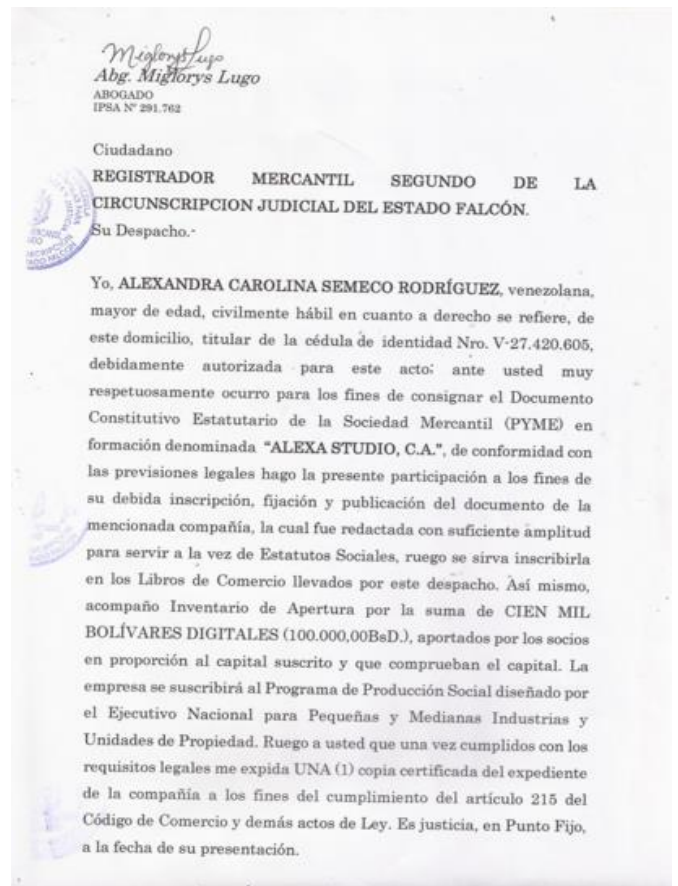 Miglorys Lugo
Abg. Miglorys Lugo
ABOGADO
IPSA Nº 291.762
Ciudadano
REGISTRADOR MERCANTIL SEGUNDO DE LA
CIRCUNSCRIPCION JUDICIAL DEL ESTADO FALCÓN.
Su Despacho.-
Yo, ALEXANDRA CAROLINA SEMECO RODRÍGUEZ, venezolana,
mayor de edad, civilmente hábil en cuanto a derecho se refiere, de
este domicilio, titular de la cédula de identidad Nro. V-27.420.605,
debidamente autorizada para este acto; ante usted muy
respetuosamente ocurro para los fines de consignar el Documento
Constitutivo Estatutario de la Sociedad Mercantil (PYME) en
formación denominada “ALEXA STUDIO, C.A.”, de conformidad con
las previsiones legales hago la presente participación a los fines de
su debida inscripción, fijación y publicación del documento de la
mencionada compañía, la cual fue redactada con suficiente amplitud
para servir a la vez de Estatutos Sociales, ruego se sirva inscribirla
en los Libros de Comercio llevados por este despacho. Así mismo,
acompaño Inventario de Apertura por la suma de CIEN MIL
BOLÍVARES DIGITALES (100.000,00BsD.), aportados por los socios
en proporción al capital suscrito y que comprueban el capital. La
empresa se suscribirá al Programa de Producción Social diseñado por
el Ejecutivo Nacional para Pequeñas y Medianas Industrias y
Unidades de Propiedad. Ruego a usted que una vez cumplidos con los
requisitos legales me expida UNA (1) copia certificada del expediente
de la compañía a los fines del cumplimiento del artículo 215 del
Código de Comercio y demás actos de Ley. Es justicia, en Punto Fijo,
a la fecha de su presentación.